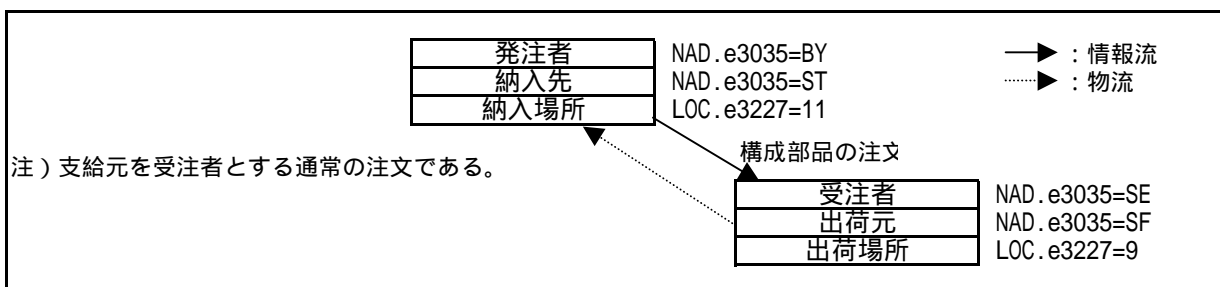 発注者 NAD.e3035=BY
納入先 NAD.e3035=ST
納入場所 LOC.e3227=11
:情報流
:物流
構成部品の注文
注)支給元を受注者とする通常の注文である。
受注者 NAD.e3035=SE
出荷元 NAD.e3035=SF
出荷場所 LOC.e3227=9